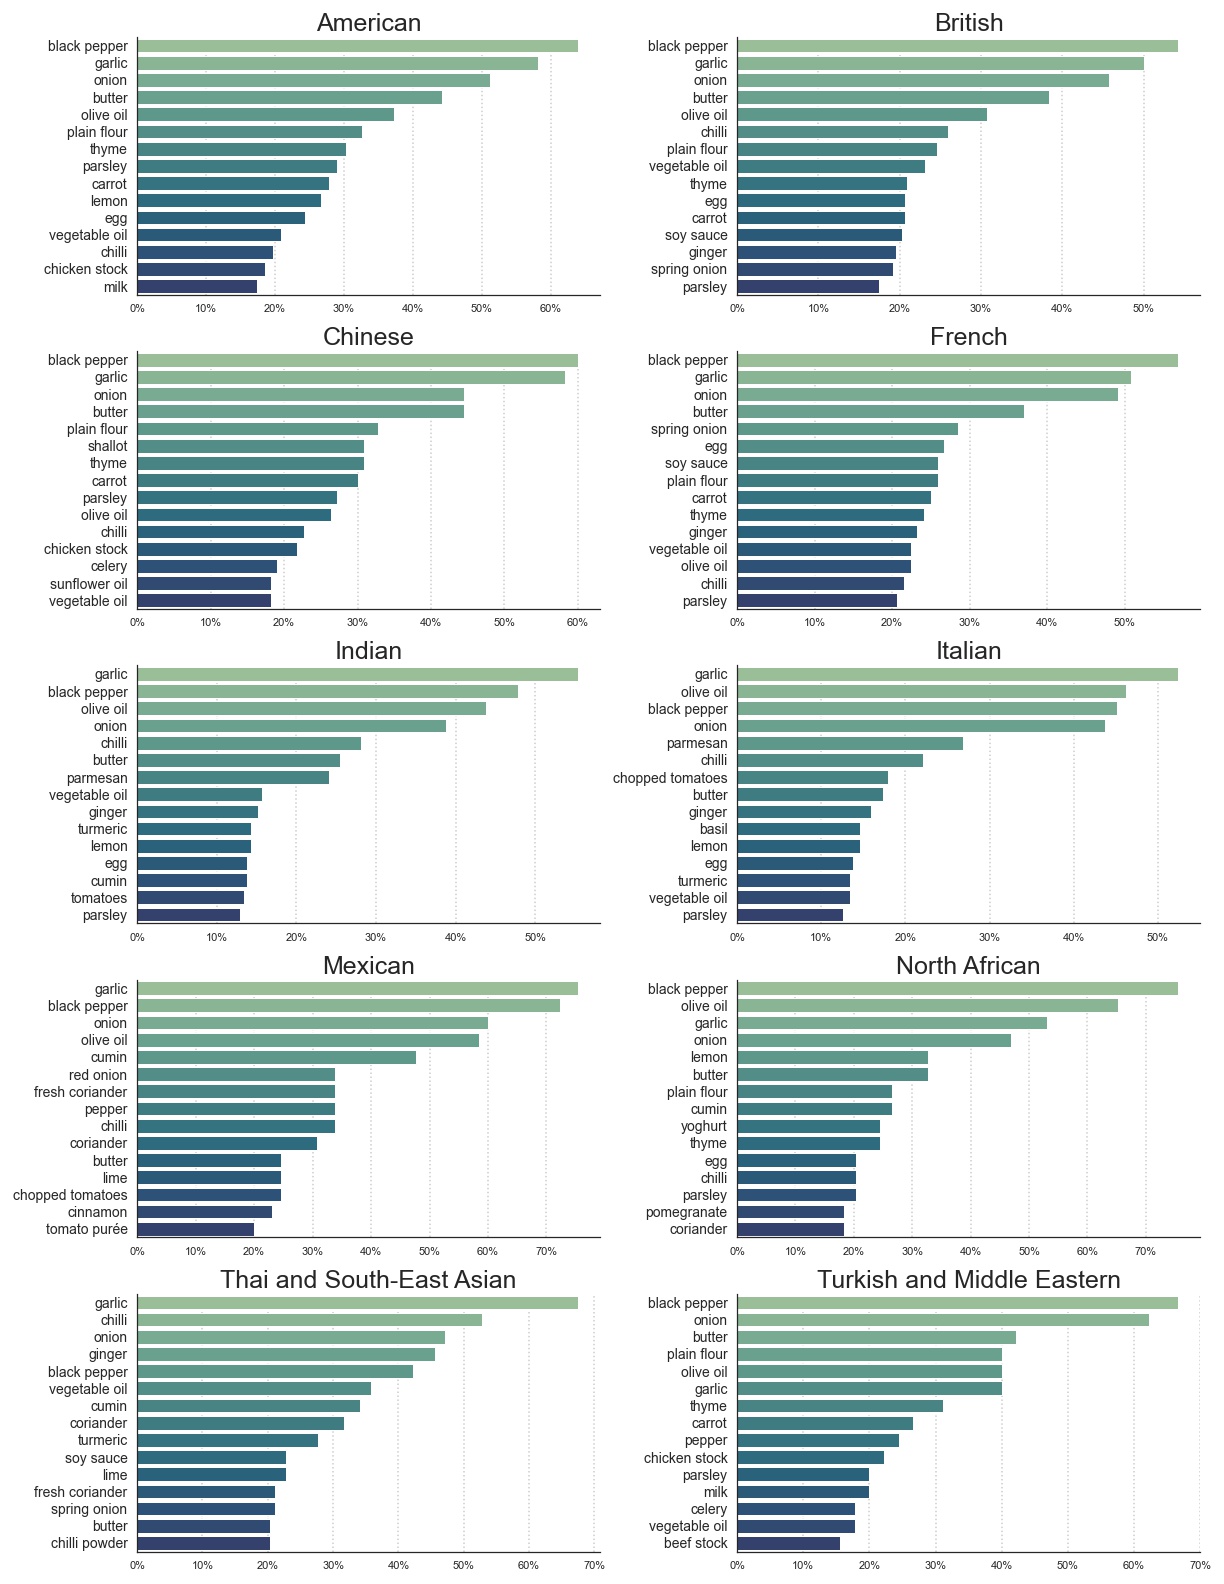 American
black pepper
garlic
onion
butter
olive oil
plain flour
thyme
parsley
carrot
lemon
egg
vegetable oil
chilli
chicken stock
milk
0% 10% 20% 30% 40% 50% 60%
British
black pepper
garlic
onion
butter
olive oil
chilli
plain flour
vegetable oil
thyme
egg
carrot
soy sauce
ginger
spring onion
parsley
0% 10% 20% 30% 40% 50%
Chinese
black pepper
garlic
onion
butter
plain flour
shallot
thyme
carrot
parsley
olive oil
chilli
chicken stock
celery
sunflower oil
vegetable oil
0% 10% 20% 30% 40% 50% 60%
French
black pepper
garlic
onion
butter
spring onion
egg
soy sauce
plain flour
carrot
thyme
ginger
vegetable oil
olive oil
chilli
parsley
0% 10% 20% 30% 40% 50%
Indian
garlic
black pepper
olive oil
onion
chilli
butter
parmesan
vegetable oil
ginger
turmeric
lemon
egg
cumin
tomatoes
parsley
0% 10% 20% 30% 40% 50%
Italian
garlic
olive oil
black pepper
onion
parmesan
chilli
chopped tomatoes
butter
ginger
basil
lemon
egg
turmeric
vegetable oil
parsley
0% 10% 20% 30% 40% 50%
Mexican
garlic
black pepper
onion
olive oil
cumin
red onion
fresh coriander
pepper
chilli
coriander
butter
lime
chopped tomatoes
cinnamon
tomato purée
0% 10% 20% 30% 40% 50% 60% 70%
North African
black pepper
olive oil
garlic
onion
lemon
butter
plain flour
cumin
yoghurt
thyme
egg
chilli
parsley
pomegranate
coriander
0% 10% 20% 30% 40% 50% 60% 70%
Thai and South-East Asian
garlic
chilli
onion
ginger
black pepper
vegetable oil
cumin
coriander
turmeric
soy sauce
lime
fresh coriander
spring onion
butter
chilli powder
0% 10% 20% 30% 40% 50% 60% 70%
Turkish and Middle Eastern
black pepper
onion
butter
plain flour
olive oil
garlic
thyme
carrot
pepper
chicken stock
parsley
milk
celery
vegetable oil
beef stock
0% 10% 20% 30% 40% 50% 60% 70%